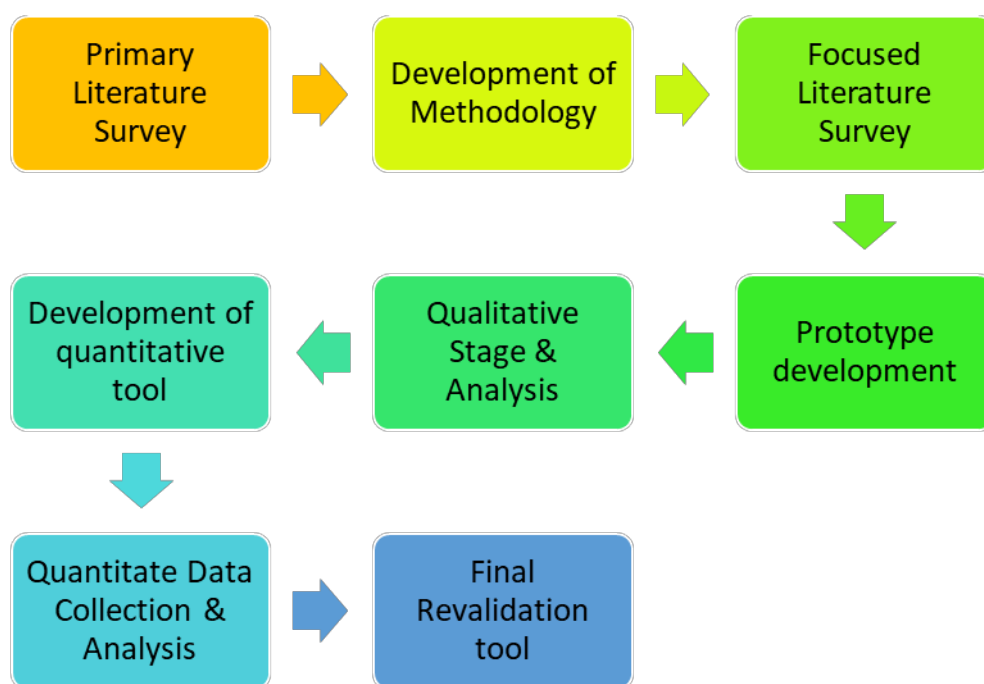 Primary
Literature
Survey
Development of
Methodology
Focused
Literature
Survey
Prototype
development
Qualitative
Stage &
Analysis
Development of
quantitative
tool
Quantitate Data
Collection &
Analysis
Final
Revalidation
tool